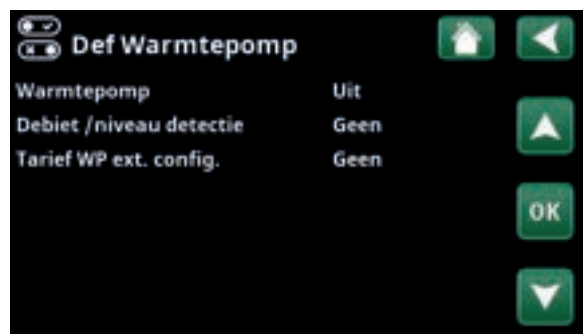 Def Warmtepomp
Warmtepomp Uit
Debiet /niveau detectie Geen
Tarief WP ext. config. Geen
OK